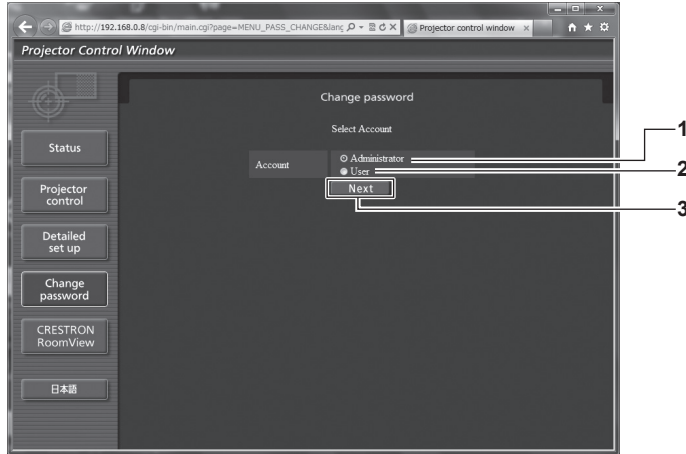 http://192.168.0.8/cgi-bin/main.cgi?page=MENU_PASS_CHANGE&lang
Projector control window
Projector Control Window
Change password
Select Account
Account
Administrator
User
Next
1
2
3
Status
Projector
control
Detailed
set up
Change
password
CRESTRON
RoomView
日本語